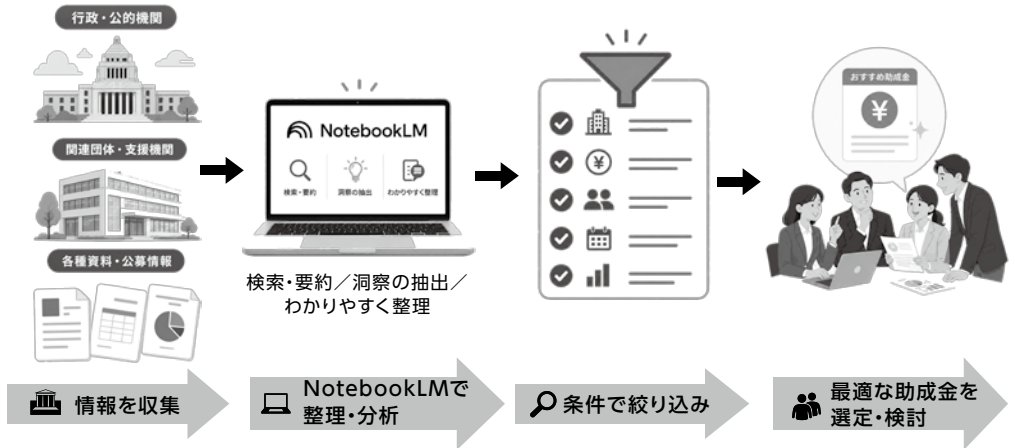 行政・公的機関
関連団体・支援機関
各種資料・公募情報
NotebookLM
検索・要約
洞察の抽出
わかりやすく整理
検索・要約／洞察の抽出／
わかりやすく整理
¥
おすすめ助成金
¥
情報を収集
NotebookLMで
整理・分析
条件で絞り込み
最適な助成金を
選定・検討